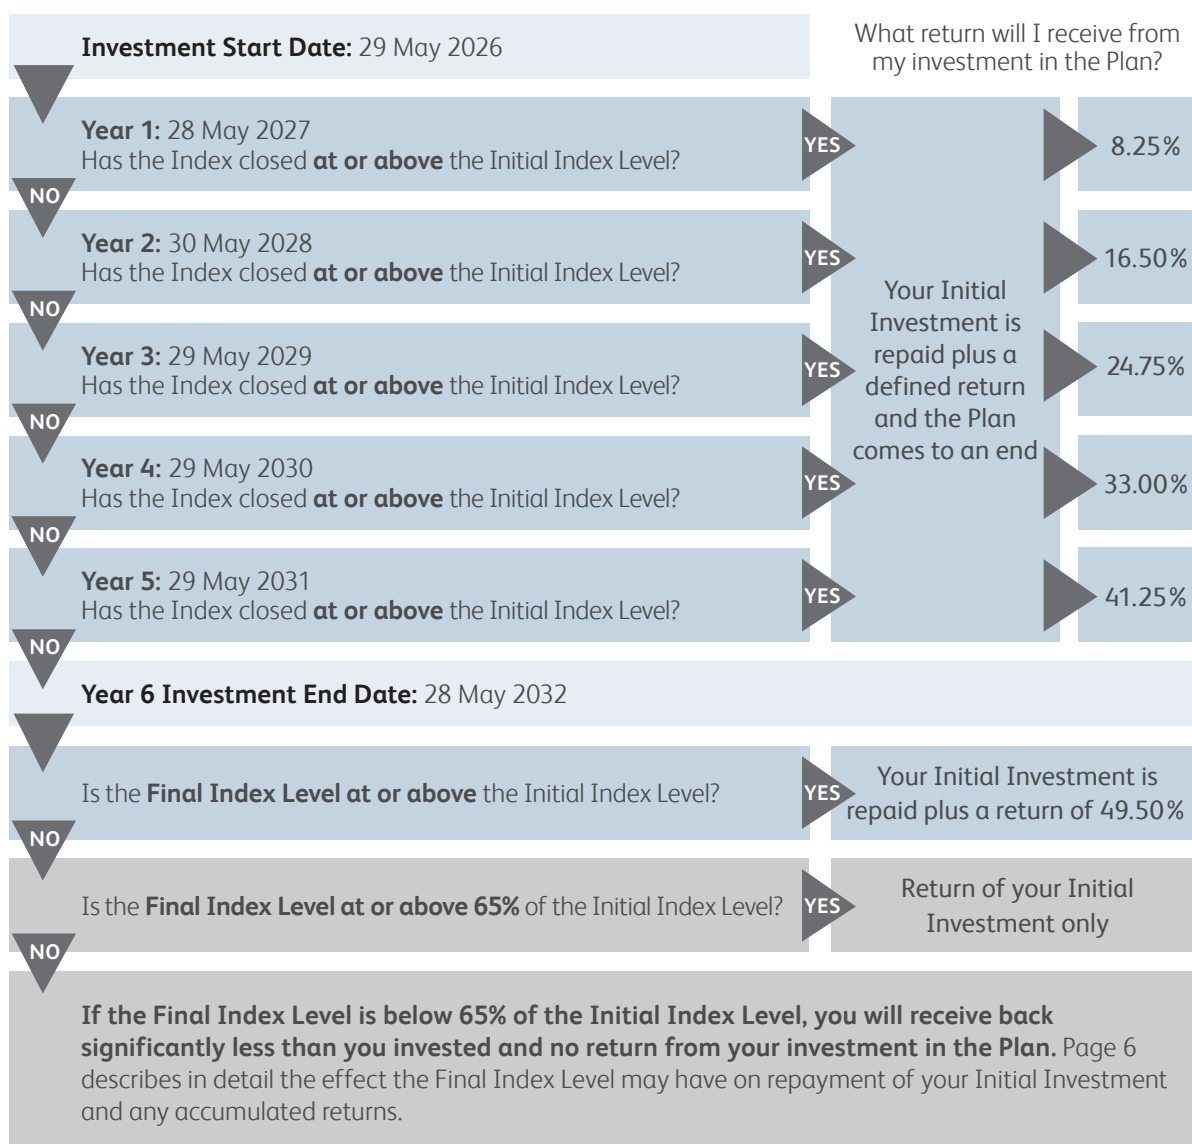 Investment Start Date: 29 May 2026
What return will I receive from
my investment in the Plan?
Year 1: 28 May 2027
Has the Index closed at or above the Initial Index Level?
YES
8.25%
NO
Year 2: 30 May 2028
Has the Index closed at or above the Initial Index Level?
YES
16.50%
NO
Year 3: 29 May 2029
Has the Index closed at or above the Initial Index Level?
YES
24.75%
NO
Year 4: 29 May 2030
Has the Index closed at or above the Initial Index Level?
YES
33.00%
NO
Year 5: 29 May 2031
Has the Index closed at or above the Initial Index Level?
YES
41.25%
Your Initial
Investment is
repaid plus a
defined return
and the Plan
comes to an end
NO
Year 6 Investment End Date: 28 May 2032
Is the Final Index Level at or above the Initial Index Level?
YES
Your Initial Investment is
repaid plus a return of 49.50%
NO
Is the Final Index Level at or above 65% of the Initial Index Level?
YES
Return of your Initial
Investment only
NO
If the Final Index Level is below 65% of the Initial Index Level, you will receive back
significantly less than you invested and no return from your investment in the Plan. Page 6
describes in detail the effect the Final Index Level may have on repayment of your Initial Investment
and any accumulated returns.